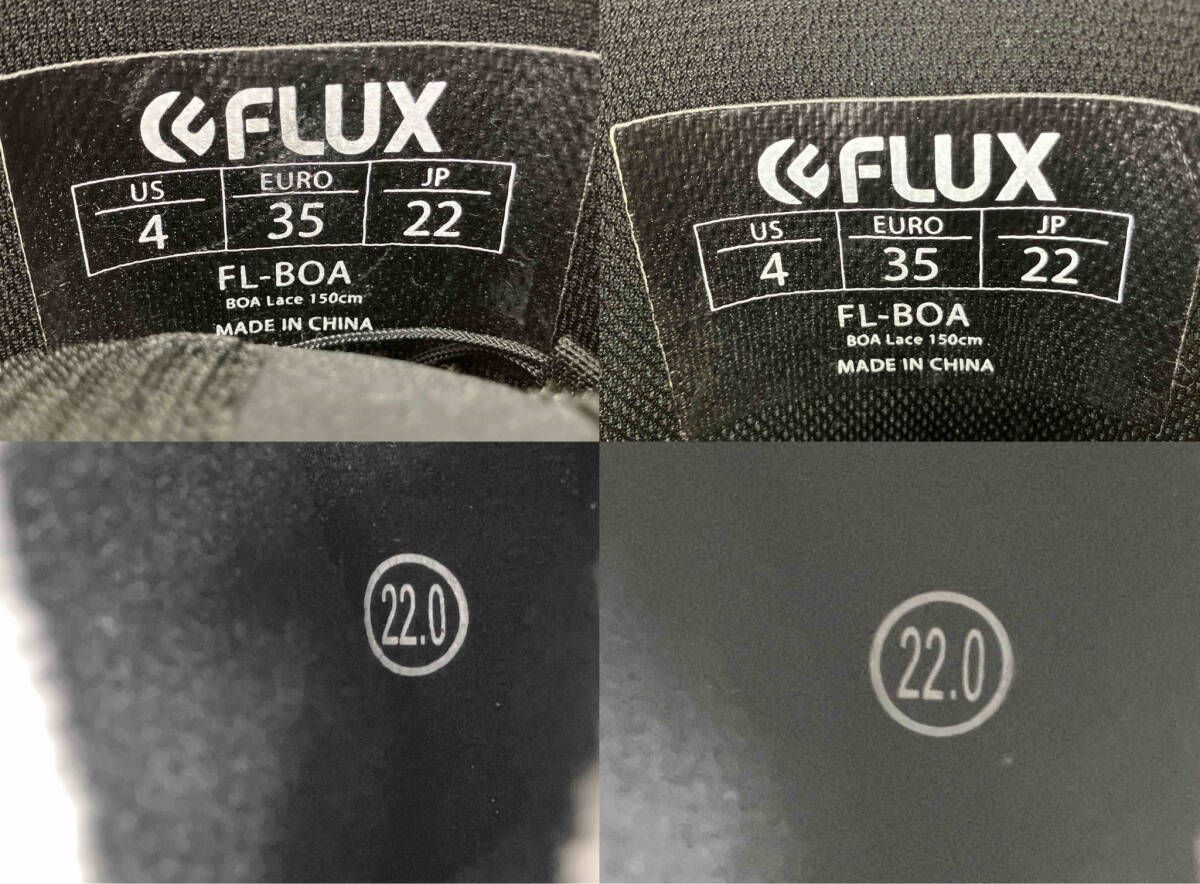 FLUX
US EURO JP
4 35 22
FL-BOA
BOA Lace 150cm
MADE IN CHINA
FLUX
US EURO JP
4 35 22
FL-BOA
BOA Lace 150cm
MADE IN CHINA
22.0
22.0